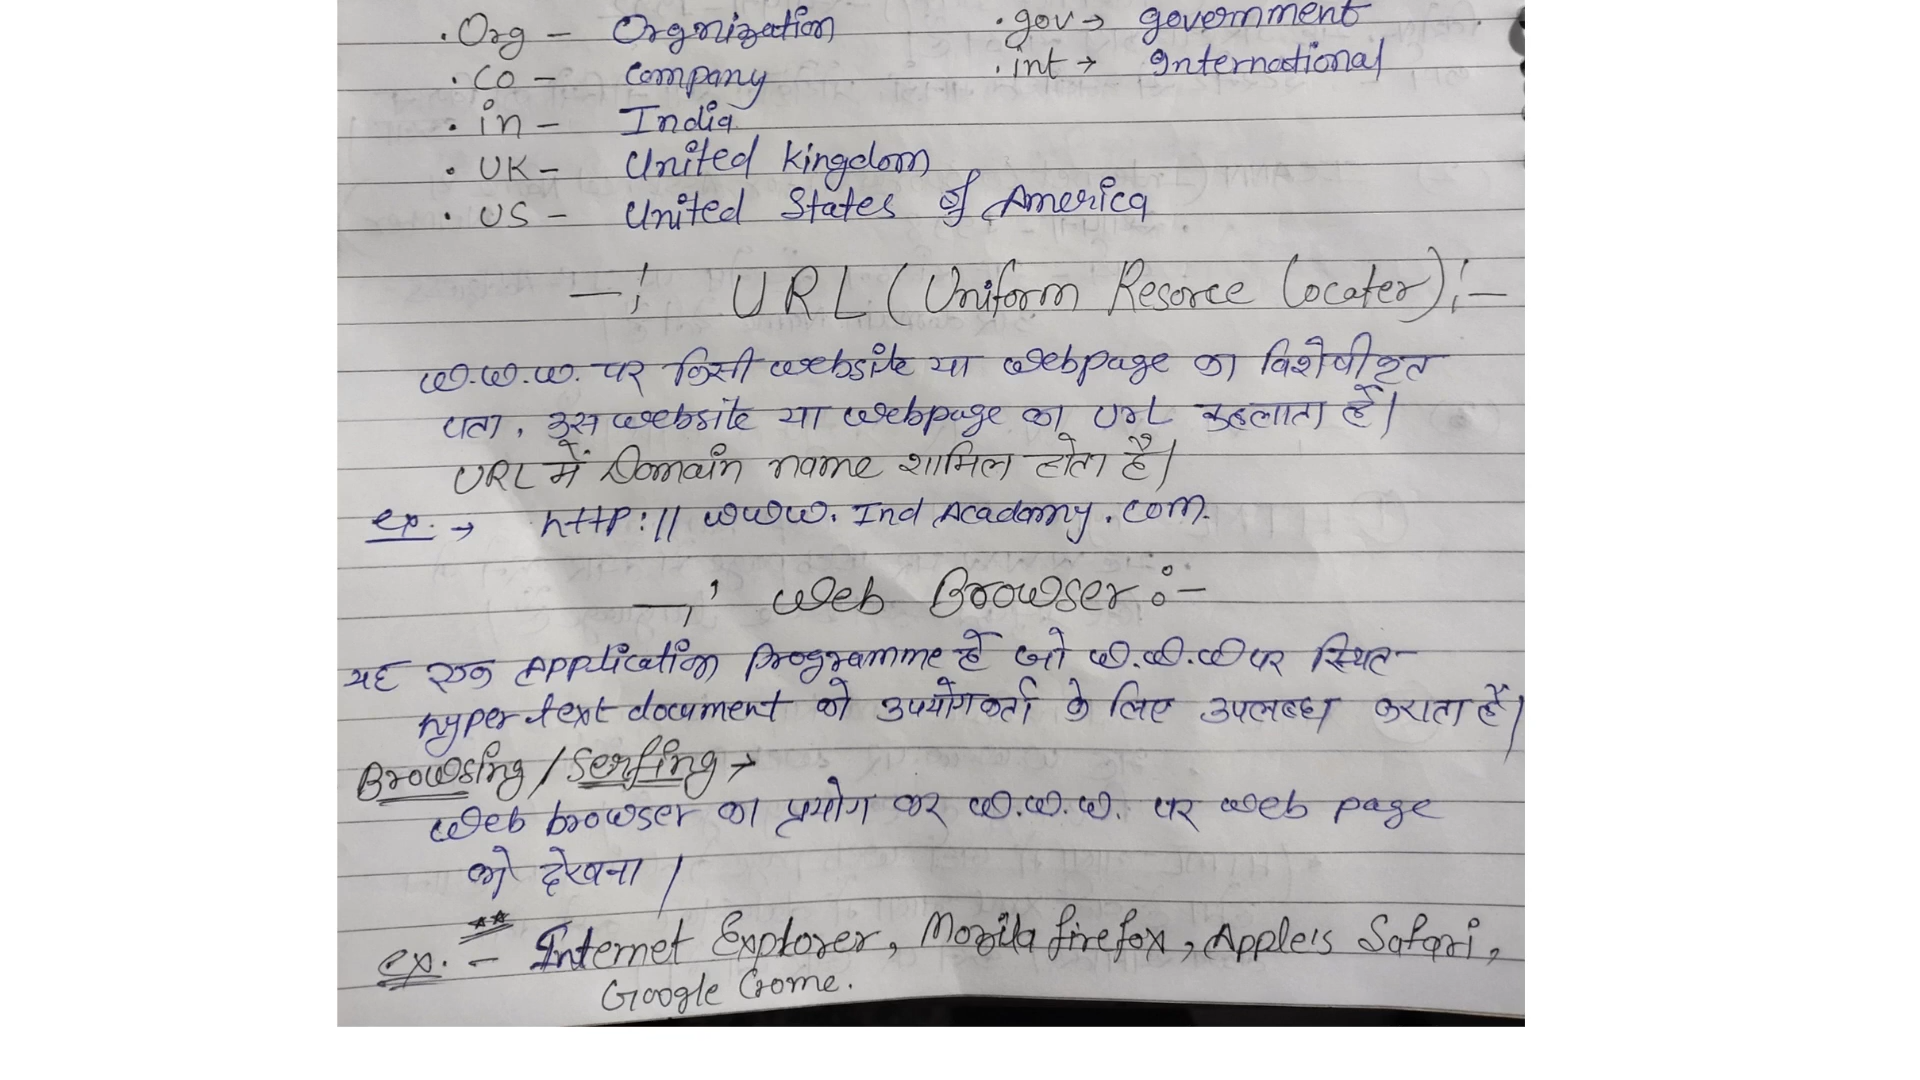 .Org - Orgnization .gov → government
.co - Company .int → International
.in - India
.UK - United kingdom
.US - United States of America
-: URL (Uniform Resorce Locater) :-
W.W.W. पर किसी website या webpage का विशेषीकृत
पता, उस website या webpage का Url कहलाता है।
URL में Domain name शामिल होता है।
ex. → http://www.Ind Acadamy.com.
-: Web Browser :-
यह एक Application Programme है जो W.W.W पर स्थित
hyper text document को उपयोगकर्ता के लिए उपलब्ध कराता है।
Browsing / Serfing →
Web browser का प्रयोग कर W.W.W. पर web page
को देखना।
ex. - Internet Explorer, Mozila firefox, Apple's Safari,
Google Crome.